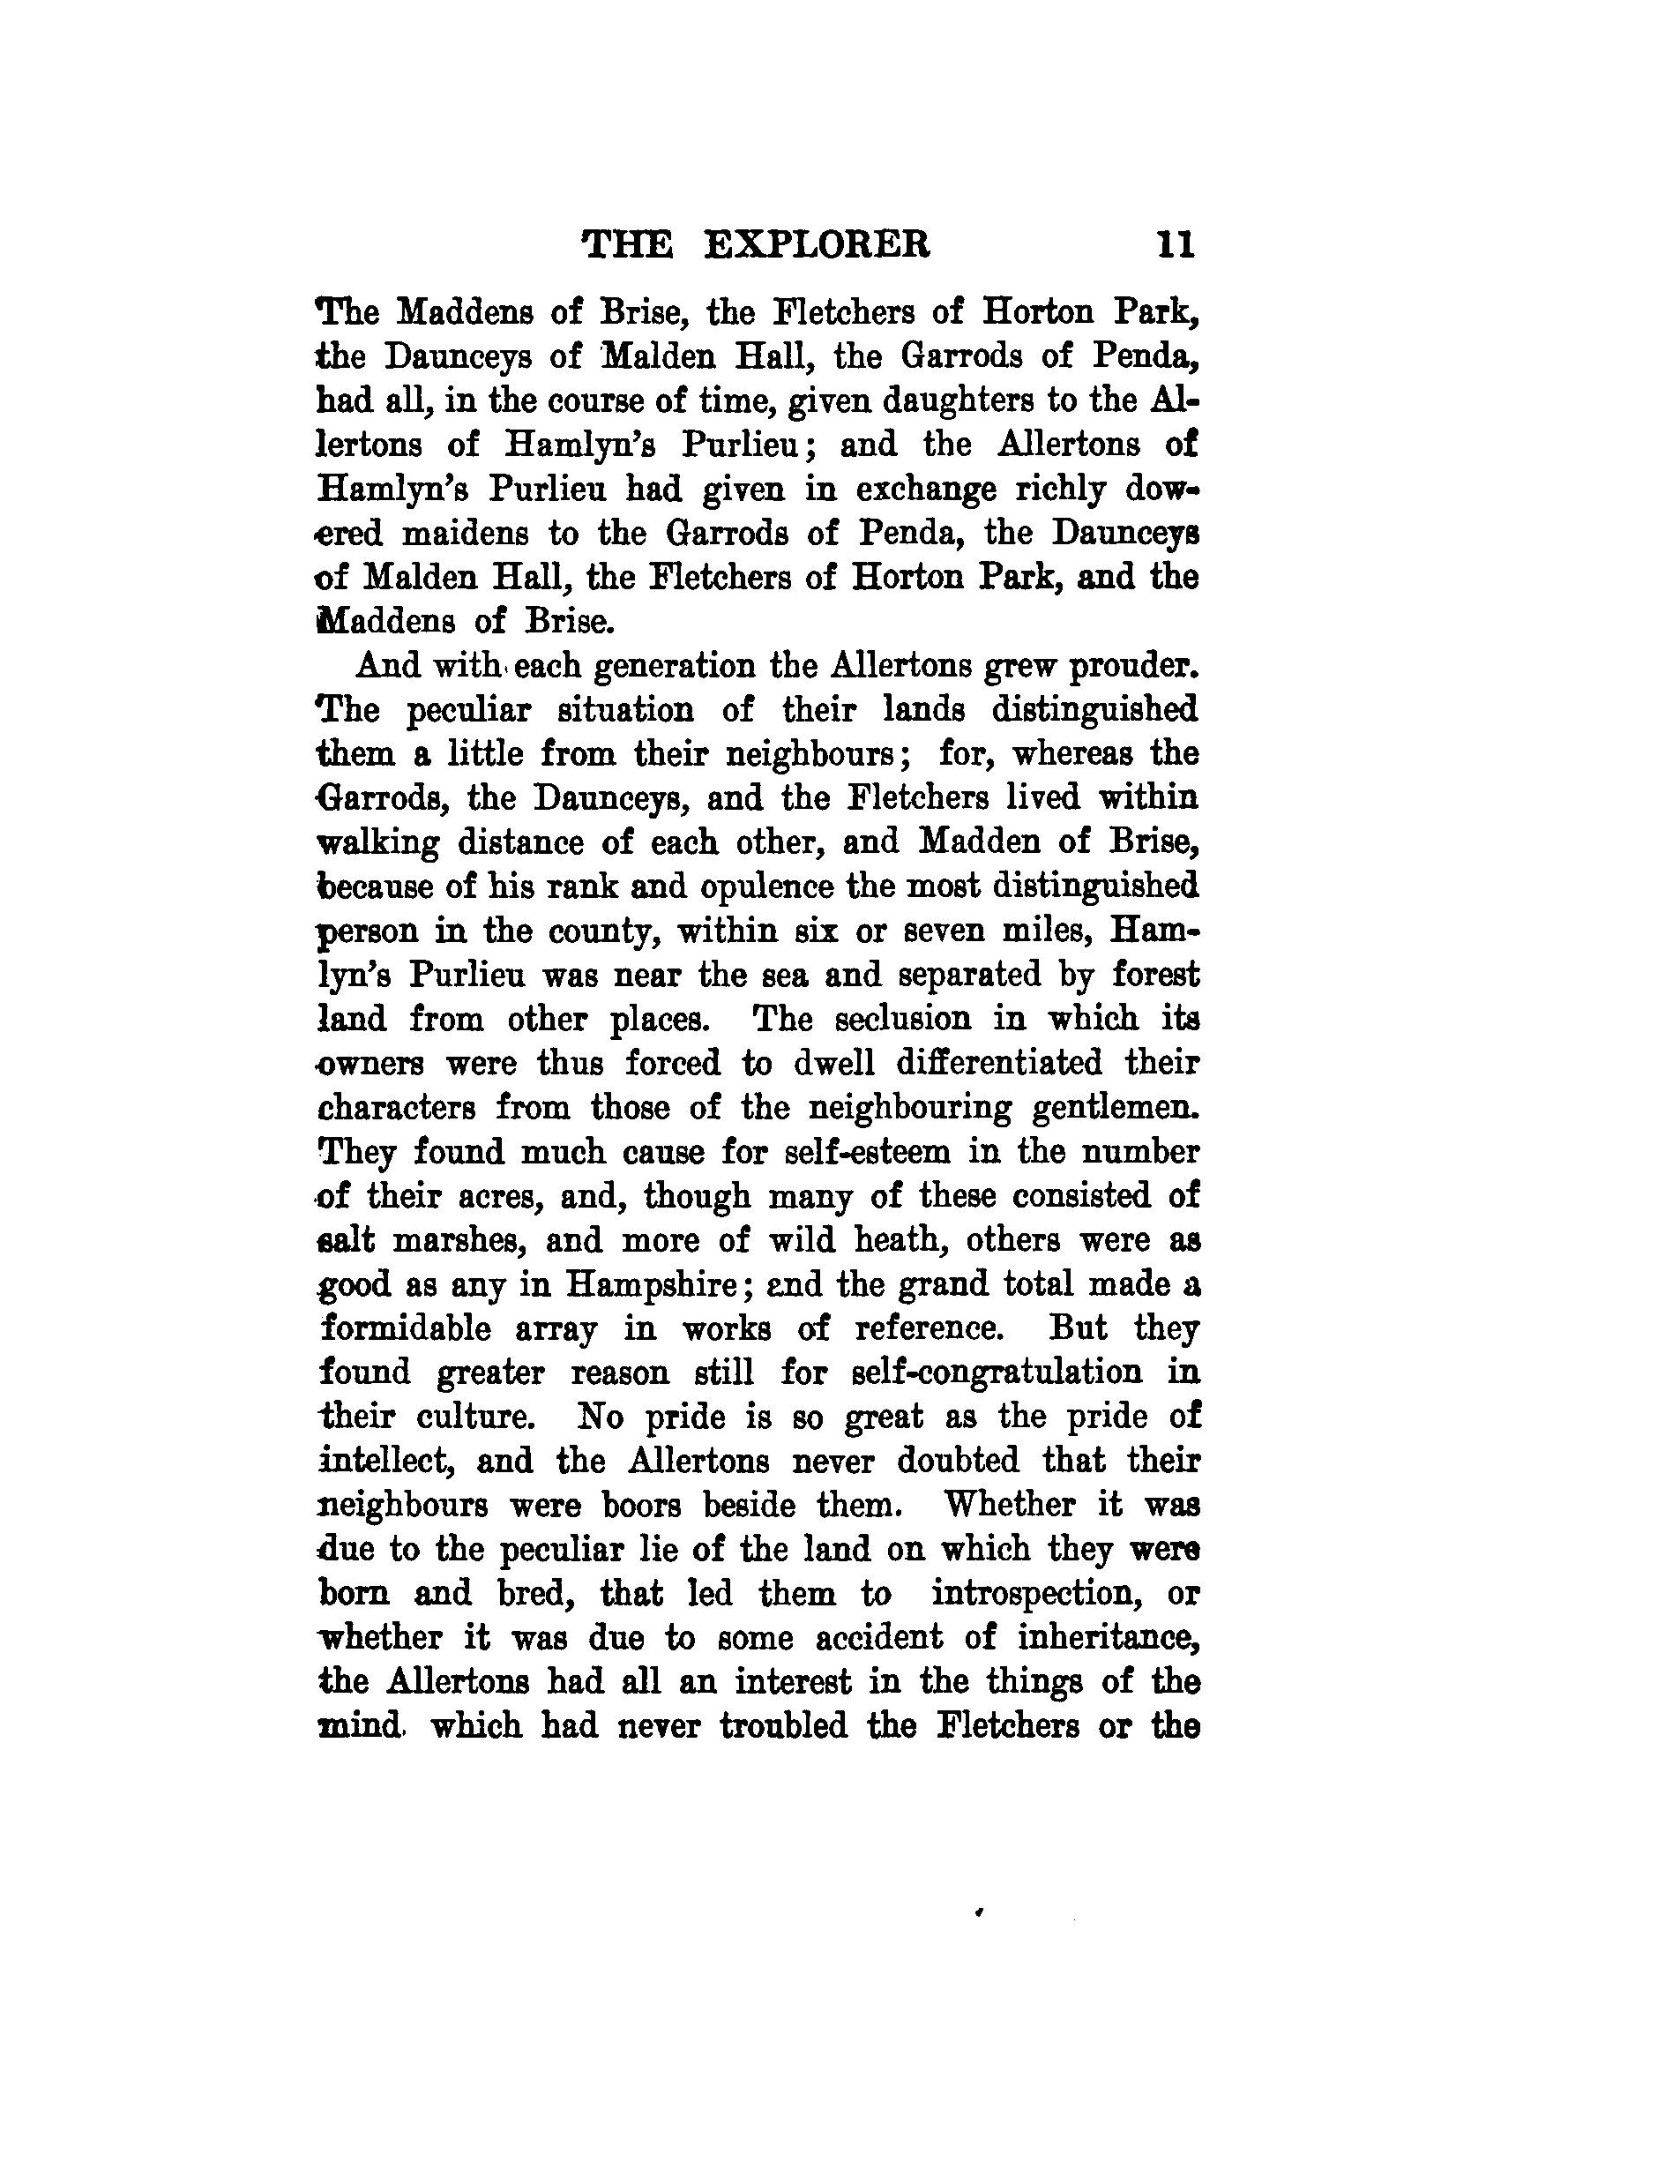 THE EXPLORER 11
The Maddens of Brise, the Fletchers of Horton Park,
the Daunceys of Malden Hall, the Garrods of Penda,
had all, in the course of time, given daughters to the Al-
lertons of Hamlyn's Purlieu; and the Allertons of
Hamlyn's Purlieu had given in exchange richly dow-
ered maidens to the Garrods of Penda, the Daunceys
of Malden Hall, the Fletchers of Horton Park, and the
Maddens of Brise.
And with each generation the Allertons grew prouder.
The peculiar situation of their lands distinguished
them a little from their neighbours; for, whereas the
Garrods, the Daunceys, and the Fletchers lived within
walking distance of each other, and Madden of Brise,
because of his rank and opulence the most distinguished
person in the county, within six or seven miles, Ham-
lyn's Purlieu was near the sea and separated by forest
land from other places. The seclusion in which its
owners were thus forced to dwell differentiated their
characters from those of the neighbouring gentlemen.
They found much cause for self-esteem in the number
of their acres, and, though many of these consisted of
salt marshes, and more of wild heath, others were as
good as any in Hampshire; and the grand total made a
formidable array in works of reference. But they
found greater reason still for self-congratulation in
their culture. No pride is so great as the pride of
intellect, and the Allertons never doubted that their
neighbours were boors beside them. Whether it was
due to the peculiar lie of the land on which they were
born and bred, that led them to introspection, or
whether it was due to some accident of inheritance,
the Allertons had all an interest in the things of the
mind which had never troubled the Fletchers or the